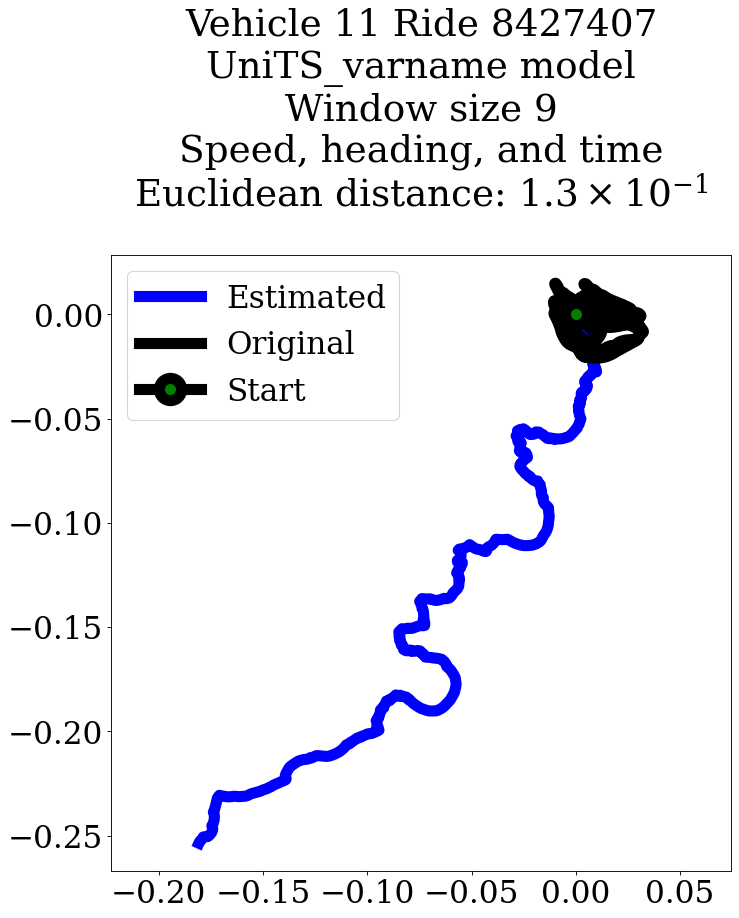 Vehicle 11 Ride 8427407
UniTS_varname model
Window size 9
Speed, heading, and time
Euclidean distance: 1.3 × 10⁻¹
Estimated
Original
Start
0.00
−0.05
−0.10
−0.15
−0.20
−0.25
−0.20 −0.15 −0.10 −0.05 0.00 0.05